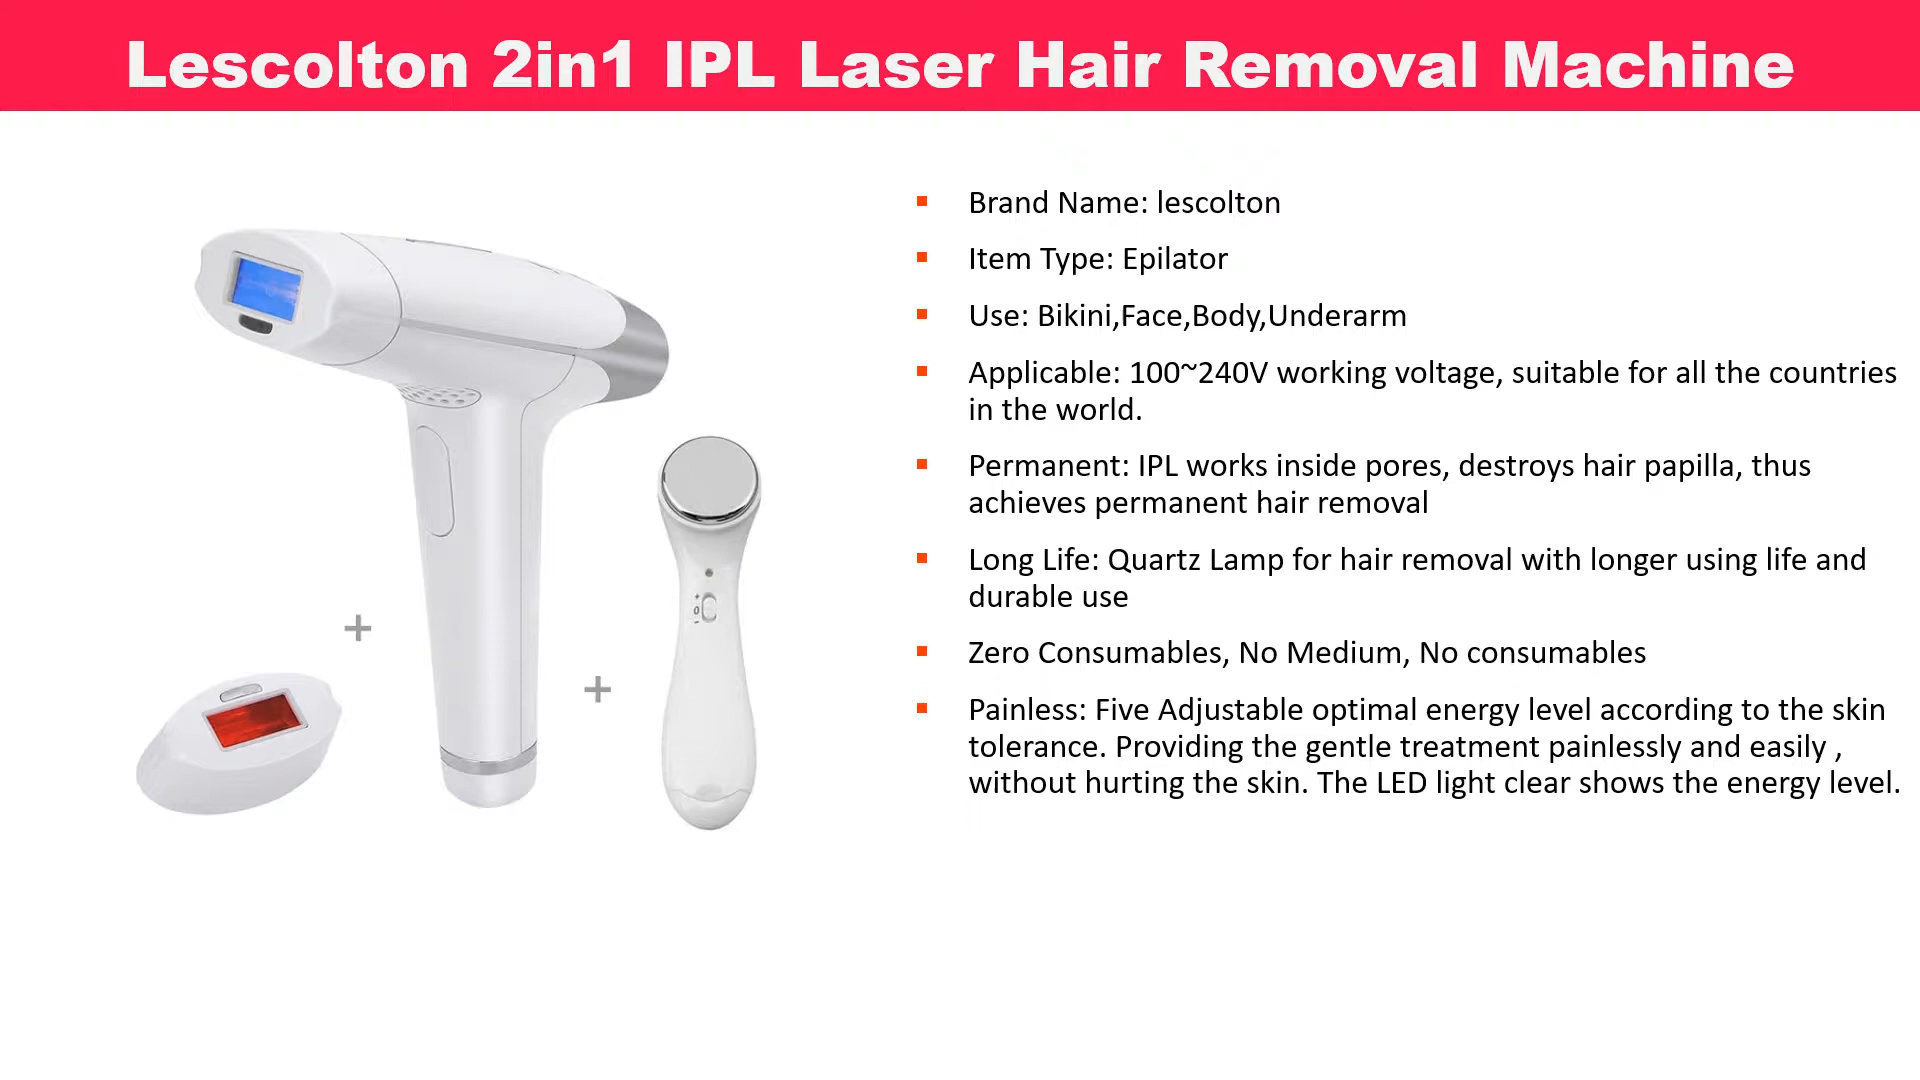 Lescolton 2in1 IPL Laser Hair Removal Machine
Brand Name: lescolton
Item Type: Epilator
Use: Bikini,Face,Body,Underarm
Applicable: 100~240V working voltage, suitable for all the countries
in the world.
Permanent: IPL works inside pores, destroys hair papilla, thus
achieves permanent hair removal
Long Life: Quartz Lamp for hair removal with longer using life and
durable use
Zero Consumables, No Medium, No consumables
Painless: Five Adjustable optimal energy level according to the skin
tolerance. Providing the gentle treatment painlessly and easily ,
without hurting the skin. The LED light clear shows the energy level.
+
+
+
0
-